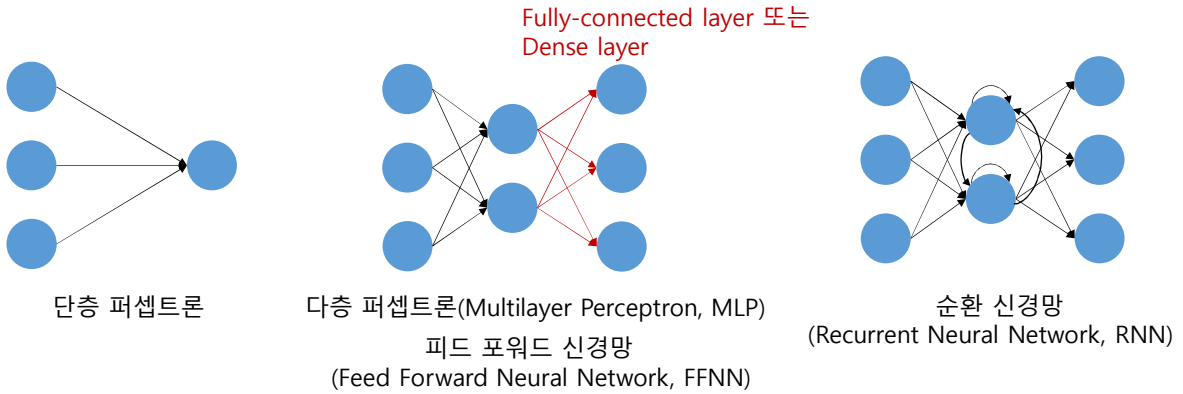 Fully-connected layer 또는
Dense layer
단층 퍼셉트론
다층 퍼셉트론(Multilayer Perceptron, MLP)
피드 포워드 신경망
(Feed Forward Neural Network, FFNN)
순환 신경망
(Recurrent Neural Network, RNN)